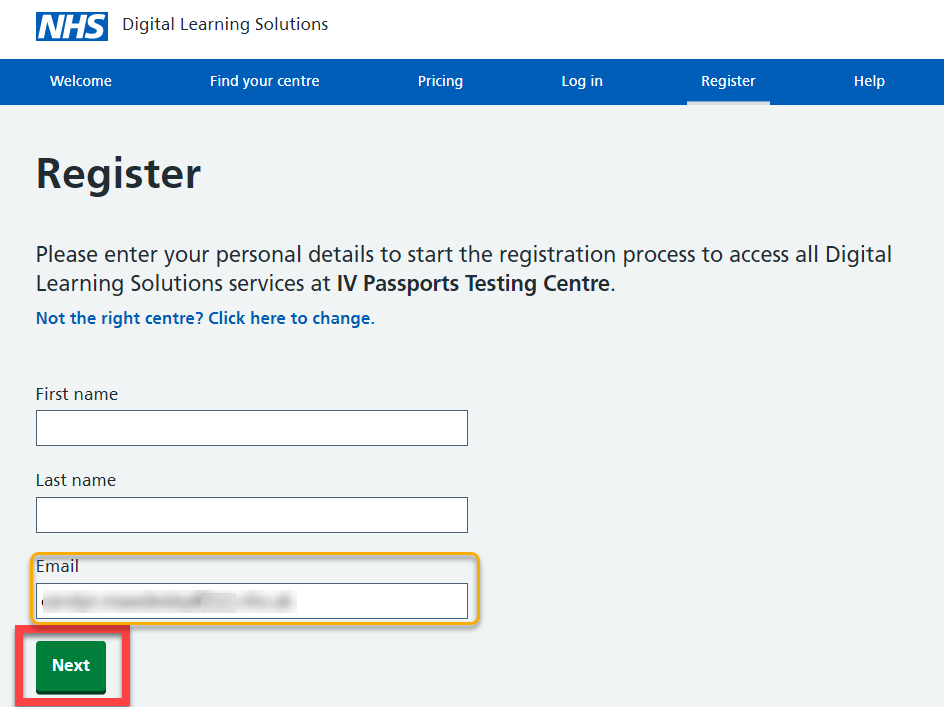 NHS Digital Learning Solutions
Welcome Find your centre Pricing Log in Register Help
Register
Please enter your personal details to start the registration process to access all Digital
Learning Solutions services at IV Passports Testing Centre.
Not the right centre? Click here to change.
First name
Last name
Email
Next